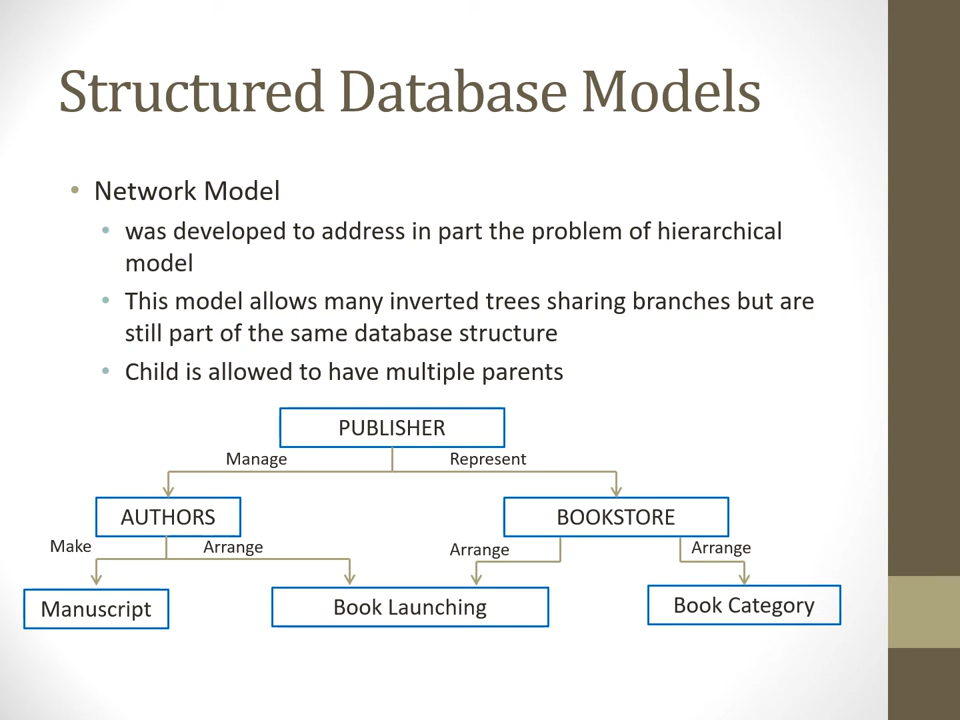 Structured Database Models
Network Model
was developed to address in part the problem of hierarchical
model
This model allows many inverted trees sharing branches but are
still part of the same database structure
Child is allowed to have multiple parents
PUBLISHER
Manage
Represent
AUTHORS
BOOKSTORE
Make
Arrange
Arrange
Arrange
Manuscript
Book Launching
Book Category